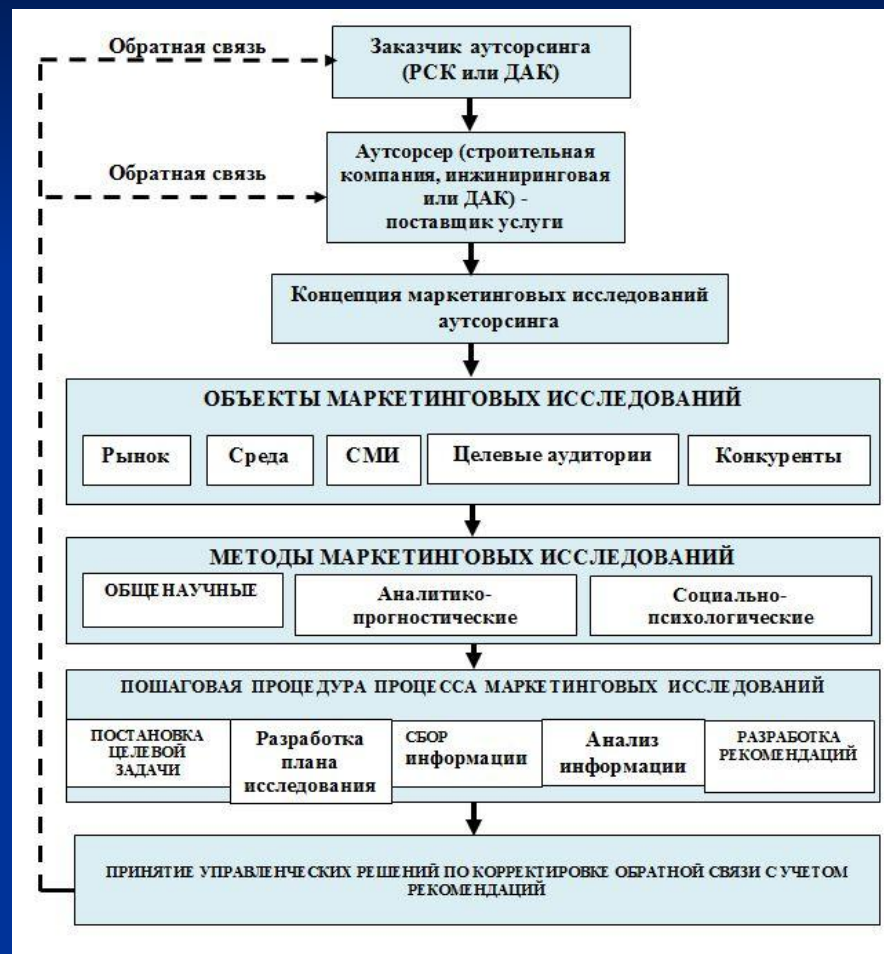 Обратная связь
Заказчик аутсорсинга
(РСК или ДАК)
Обратная связь
Аутсорсер (строительная
компания, инжиниринговая
или ДАК) -
поставщик услуги
Концепция маркетинговых исследований
аутсорсинга
ОБЪЕКТЫ МАРКЕТИНГОВЫХ ИССЛЕДОВАНИЙ
Рынок
Среда
СМИ
Целевые аудитории
Конкуренты
МЕТОДЫ МАРКЕТИНГОВЫХ ИССЛЕДОВАНИЙ
ОБЩЕНАУЧНЫЕ
Аналитико-
прогностические
Социально-
психологические
ПОШАГОВАЯ ПРОЦЕДУРА ПРОЦЕССА МАРКЕТИНГОВЫХ ИССЛЕДОВАНИЙ
ПОСТАНОВКА
ЦЕЛЕВОЙ
ЗАДАЧИ
Разработка
плана
исследования
СБОР
информации
Анализ
информации
РАЗРАБОТКА
РЕКОМЕНДАЦИЙ
ПРИНЯТИЕ УПРАВЛЕНЧЕСКИХ РЕШЕНИЙ ПО КОРРЕКТИРОВКЕ ОБРАТНОЙ СВЯЗИ С УЧЕТОМ
РЕКОМЕНДАЦИЙ